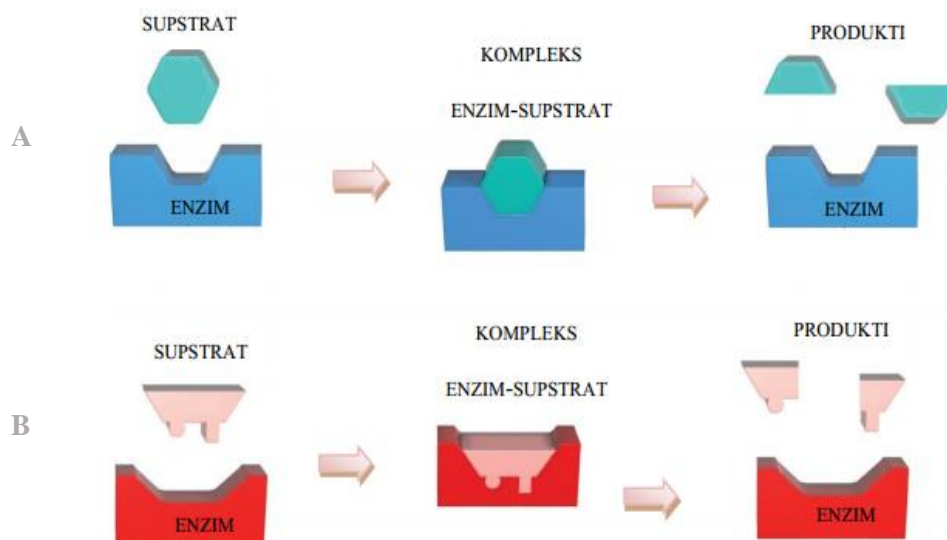 SUPSTRAT
KOMPLEKS
ENZIM-SUPSTRAT
PRODUKTI
A
ENZIM
ENZIM
SUPSTRAT
KOMPLEKS
ENZIM-SUPSTRAT
PRODUKTI
B
ENZIM
ENZIM